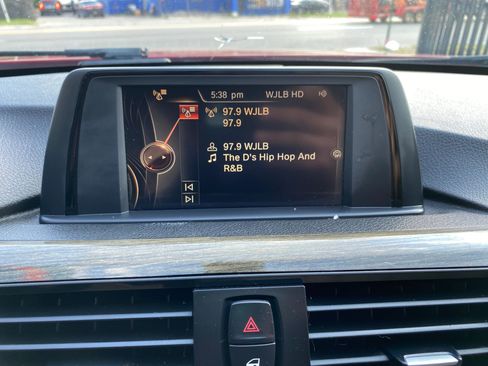 5:38 pm WJLB HD
97.9 WJLB
97.9
97.9 WJLB
The D's Hip Hop And
R&B